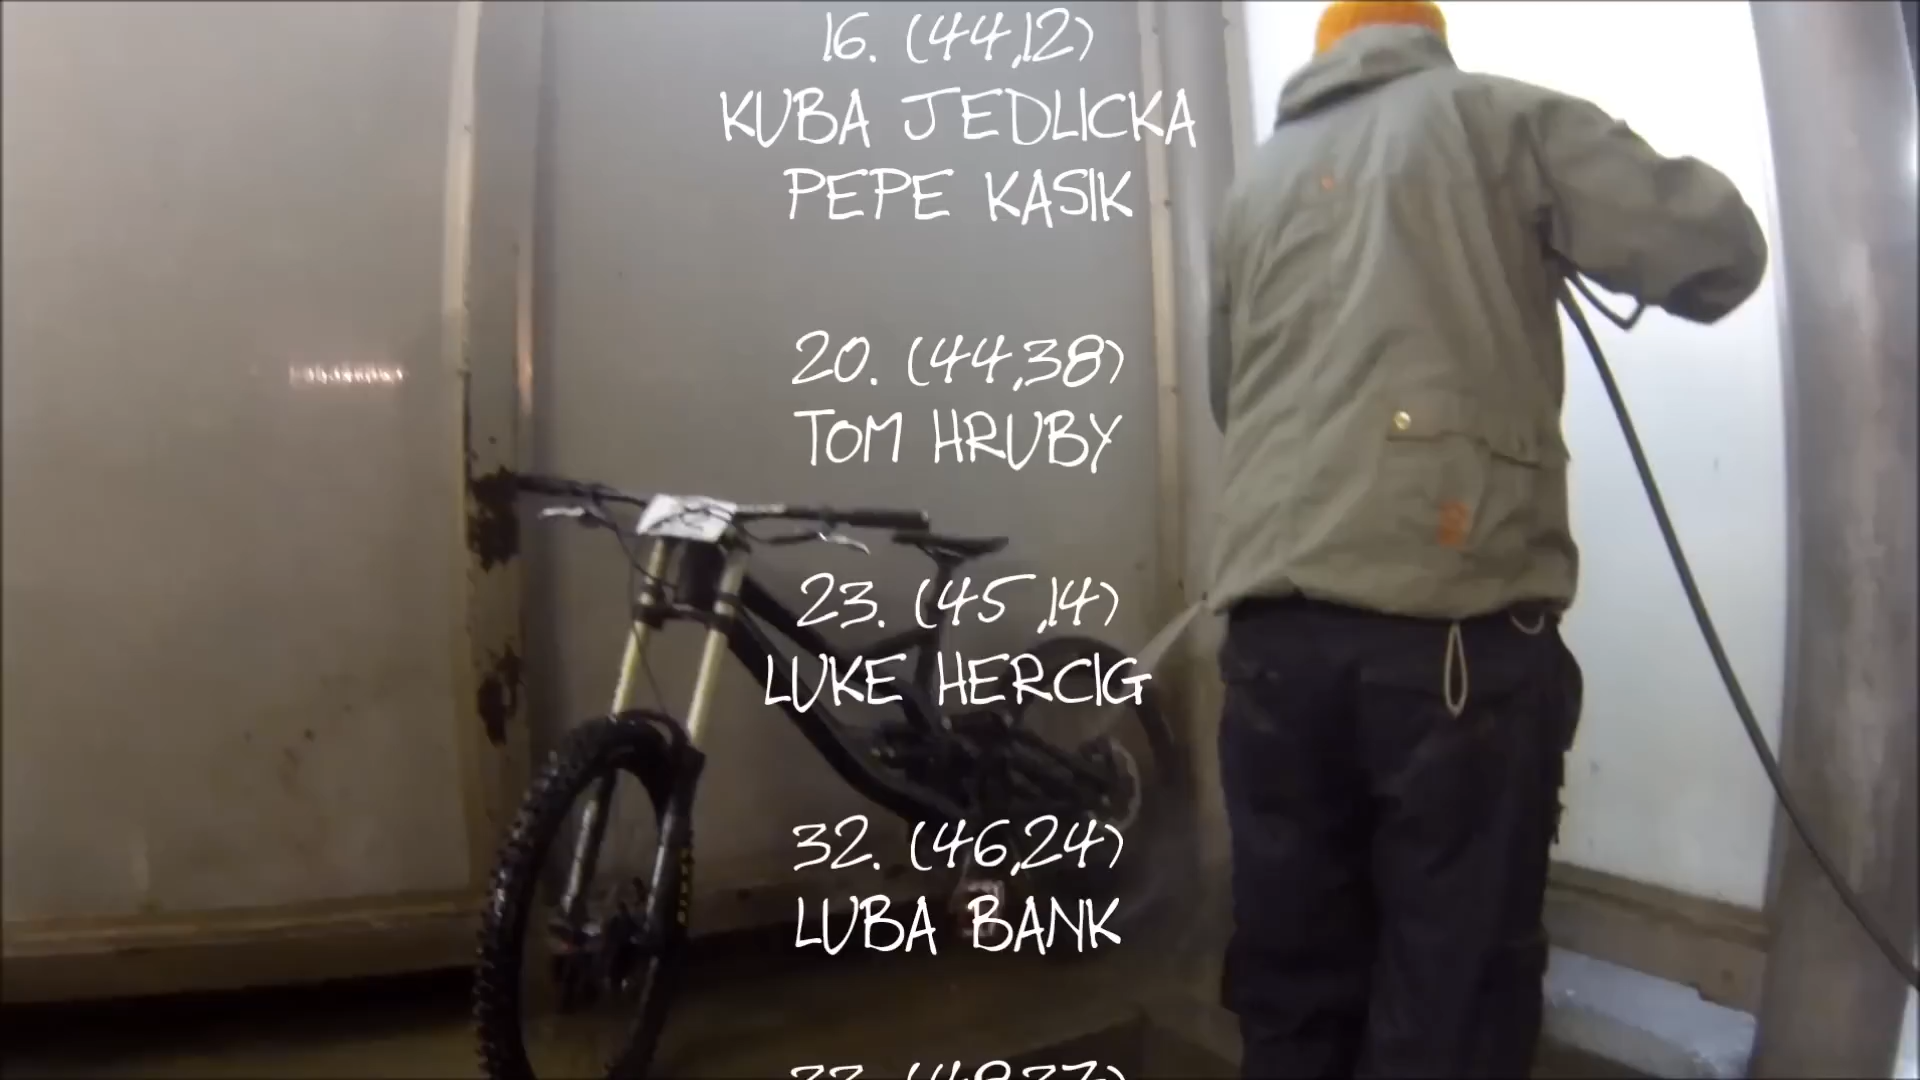 16. (44,12)
KUBA JEDLICKA
PEPE KASIK
20. (44,38)
TOM HRUBY
23. (45,14)
LUKE HERCIG
32. (46,24)
LUBA BANK